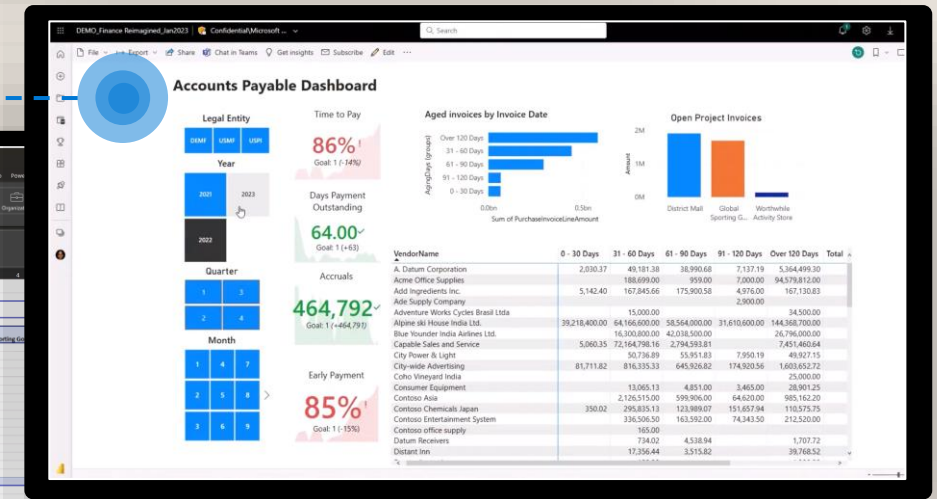 DEMO_Finance Reimagined_Jan2023 | Confidential\Microsoft ...
Search
File Export Share Chat in Teams Get insights Subscribe Edit ...
Accounts Payable Dashboard
Legal Entity
DEMF USMF USPI
Year
2021 2023
2022
Quarter
1 3
2 4
Month
1 4 7
2 5 8
3 6 9
Time to Pay
86%!
Goal: 1 (-14%)
Days Payment
Outstanding
64.00
Goal: 1 (+63)
Accruals
464,792
Goal: 1 (+464,791)
Early Payment
85%!
Goal: 1 (-15%)
Aged invoices by Invoice Date
AgingDays (groups)
Over 120 Days
31 - 60 Days
61 - 90 Days
91 - 120 Days
0 - 30 Days
0.0bn 0.5bn
Sum of PurchaseInvoiceLineAmount
Open Project Invoices
Amount
2M
1M
0M
District Mall Global Worthwhile
Sporting G... Activity Store
VendorName 0 - 30 Days 31 - 60 Days 61 - 90 Days 91 - 120 Days Over 120 Days Total
A. Datum Corporation 2,030.37 49,181.38 38,990.68 7,137.19 5,364,499.30
Acme Office Supplies 188,699.00 959.00 7,000.00 94,579,812.00
Add Ingredients Inc. 5,142.40 167,845.66 175,900.58 4,976.00 167,130.83
Ade Supply Company 2,900.00
Adventure Works Cycles Brasil Ltda 15,000.00 34,500.00
Alpine ski House India Ltd. 39,218,400.00 64,166,600.00 58,564,000.00 31,610,600.00 144,368,700.00
Blue Younder India Airlines Ltd. 16,300,800.00 42,038,500.00 26,796,000.00
Capable Sales and Service 5,060.35 72,164,798.16 2,794,593.81 7,451,460.64
City Power & Light 50,736.89 55,951.83 7,950.19 49,927.15
City-wide Advertising 81,711.82 816,335.33 645,926.82 174,920.56 1,603,652.72
Coho Vineyard India 25,000.00
Consumer Equipment 13,065.13 4,851.00 3,465.00 28,901.25
Contoso Asia 2,126,515.00 599,906.00 64,620.00 985,162.20
Contoso Chemicals Japan 350.02 295,835.13 123,989.07 151,657.94 110,575.75
Contoso Entertainment System 336,506.50 163,592.00 74,343.50 212,520.00
Contoso office supply 165.00
Datum Receivers 734.02 4,538.94 1,707.72
Distant Inn 17,356.44 3,515.82 39,768.52
Powe
Organizat
4
orting Go